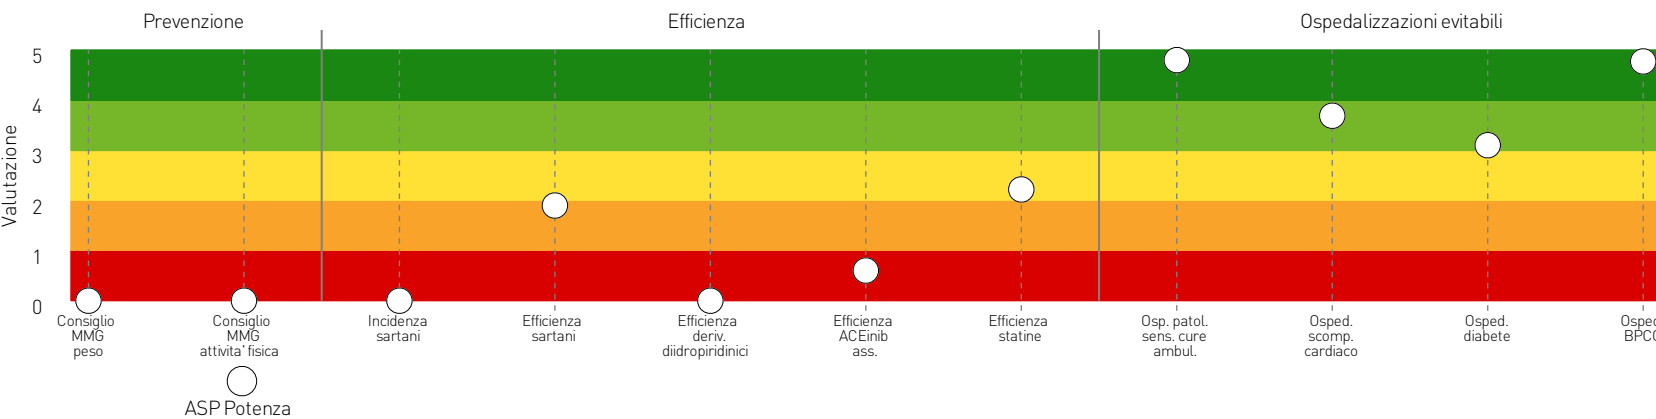 Prevenzione
Efficienza
Ospedalizzazioni evitabili
Valutazione
5
4
3
2
1
0
Consiglio
MMG
peso
Consiglio
MMG
attivita' fisica
Incidenza
sartani
Efficienza
sartani
Efficienza
deriv.
diidropiridinici
Efficienza
ACEinib
ass.
Efficienza
statine
Osp. patol.
sens. cure
ambul.
Osped.
scomp.
cardiaco
Osped.
diabete
Osped
BPCO
ASP Potenza